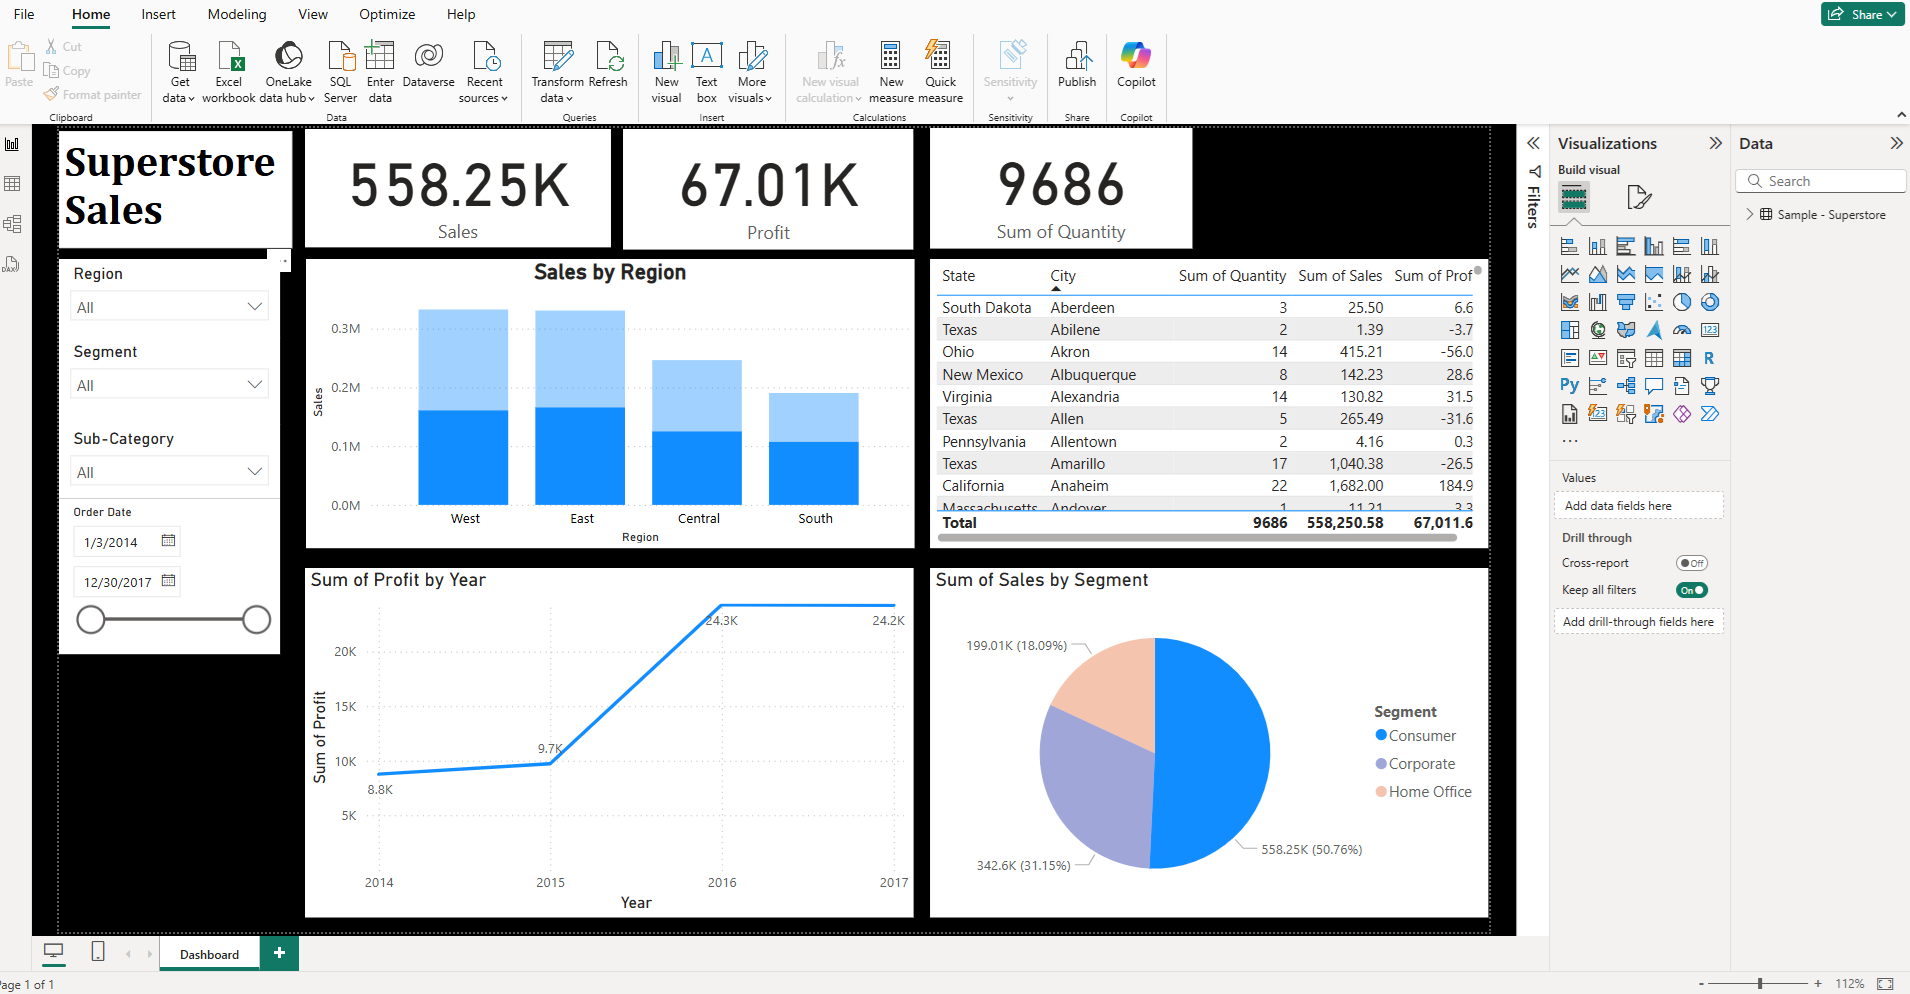 File Home Insert Modeling View Optimize Help
Share
Paste
Cut
Copy
Format painter
Clipboard
Get data
Excel workbook
OneLake data hub
SQL Server
Enter data
Dataverse
Recent sources
Data
Transform data
Refresh
Queries
New visual
Text box
More visuals
Insert
New visual calculation
New measure
Quick measure
Calculations
Sensitivity
Sensitivity
Publish
Share
Copilot
Copilot
Superstore
Sales
558.25K
Sales
67.01K
Profit
9686
Sum of Quantity
Region
All
Segment
All
Sub-Category
All
Order Date
1/3/2014
12/30/2017
Sales by Region
Sales
0.3M
0.2M
0.1M
0.0M
West East Central South
Region
State City Sum of Quantity Sum of Sales Sum of Prof
South Dakota Aberdeen 3 25.50 6.6
Texas Abilene 2 1.39 -3.7
Ohio Akron 14 415.21 -56.0
New Mexico Albuquerque 8 142.23 28.6
Virginia Alexandria 14 130.82 31.5
Texas Allen 5 265.49 -31.6
Pennsylvania Allentown 2 4.16 0.3
Texas Amarillo 17 1,040.38 -26.5
California Anaheim 22 1,682.00 184.9
Massachusetts Andover 1 11.21 3.3
Total 9686 558,250.58 67,011.6
Sum of Profit by Year
Sum of Profit
20K
15K
10K
5K
8.8K
9.7K
24.3K
24.2K
2014 2015 2016 2017
Year
Sum of Sales by Segment
199.01K (18.09%)
342.6K (31.15%)
558.25K (50.76%)
Segment
Consumer
Corporate
Home Office
Filters
Visualizations
Build visual
123
R
Py
Values
Add data fields here
Drill through
Cross-report
Off
Keep all filters
On
Add drill-through fields here
Data
Search
Sample - Superstore
Dashboard
Page 1 of 1
112%